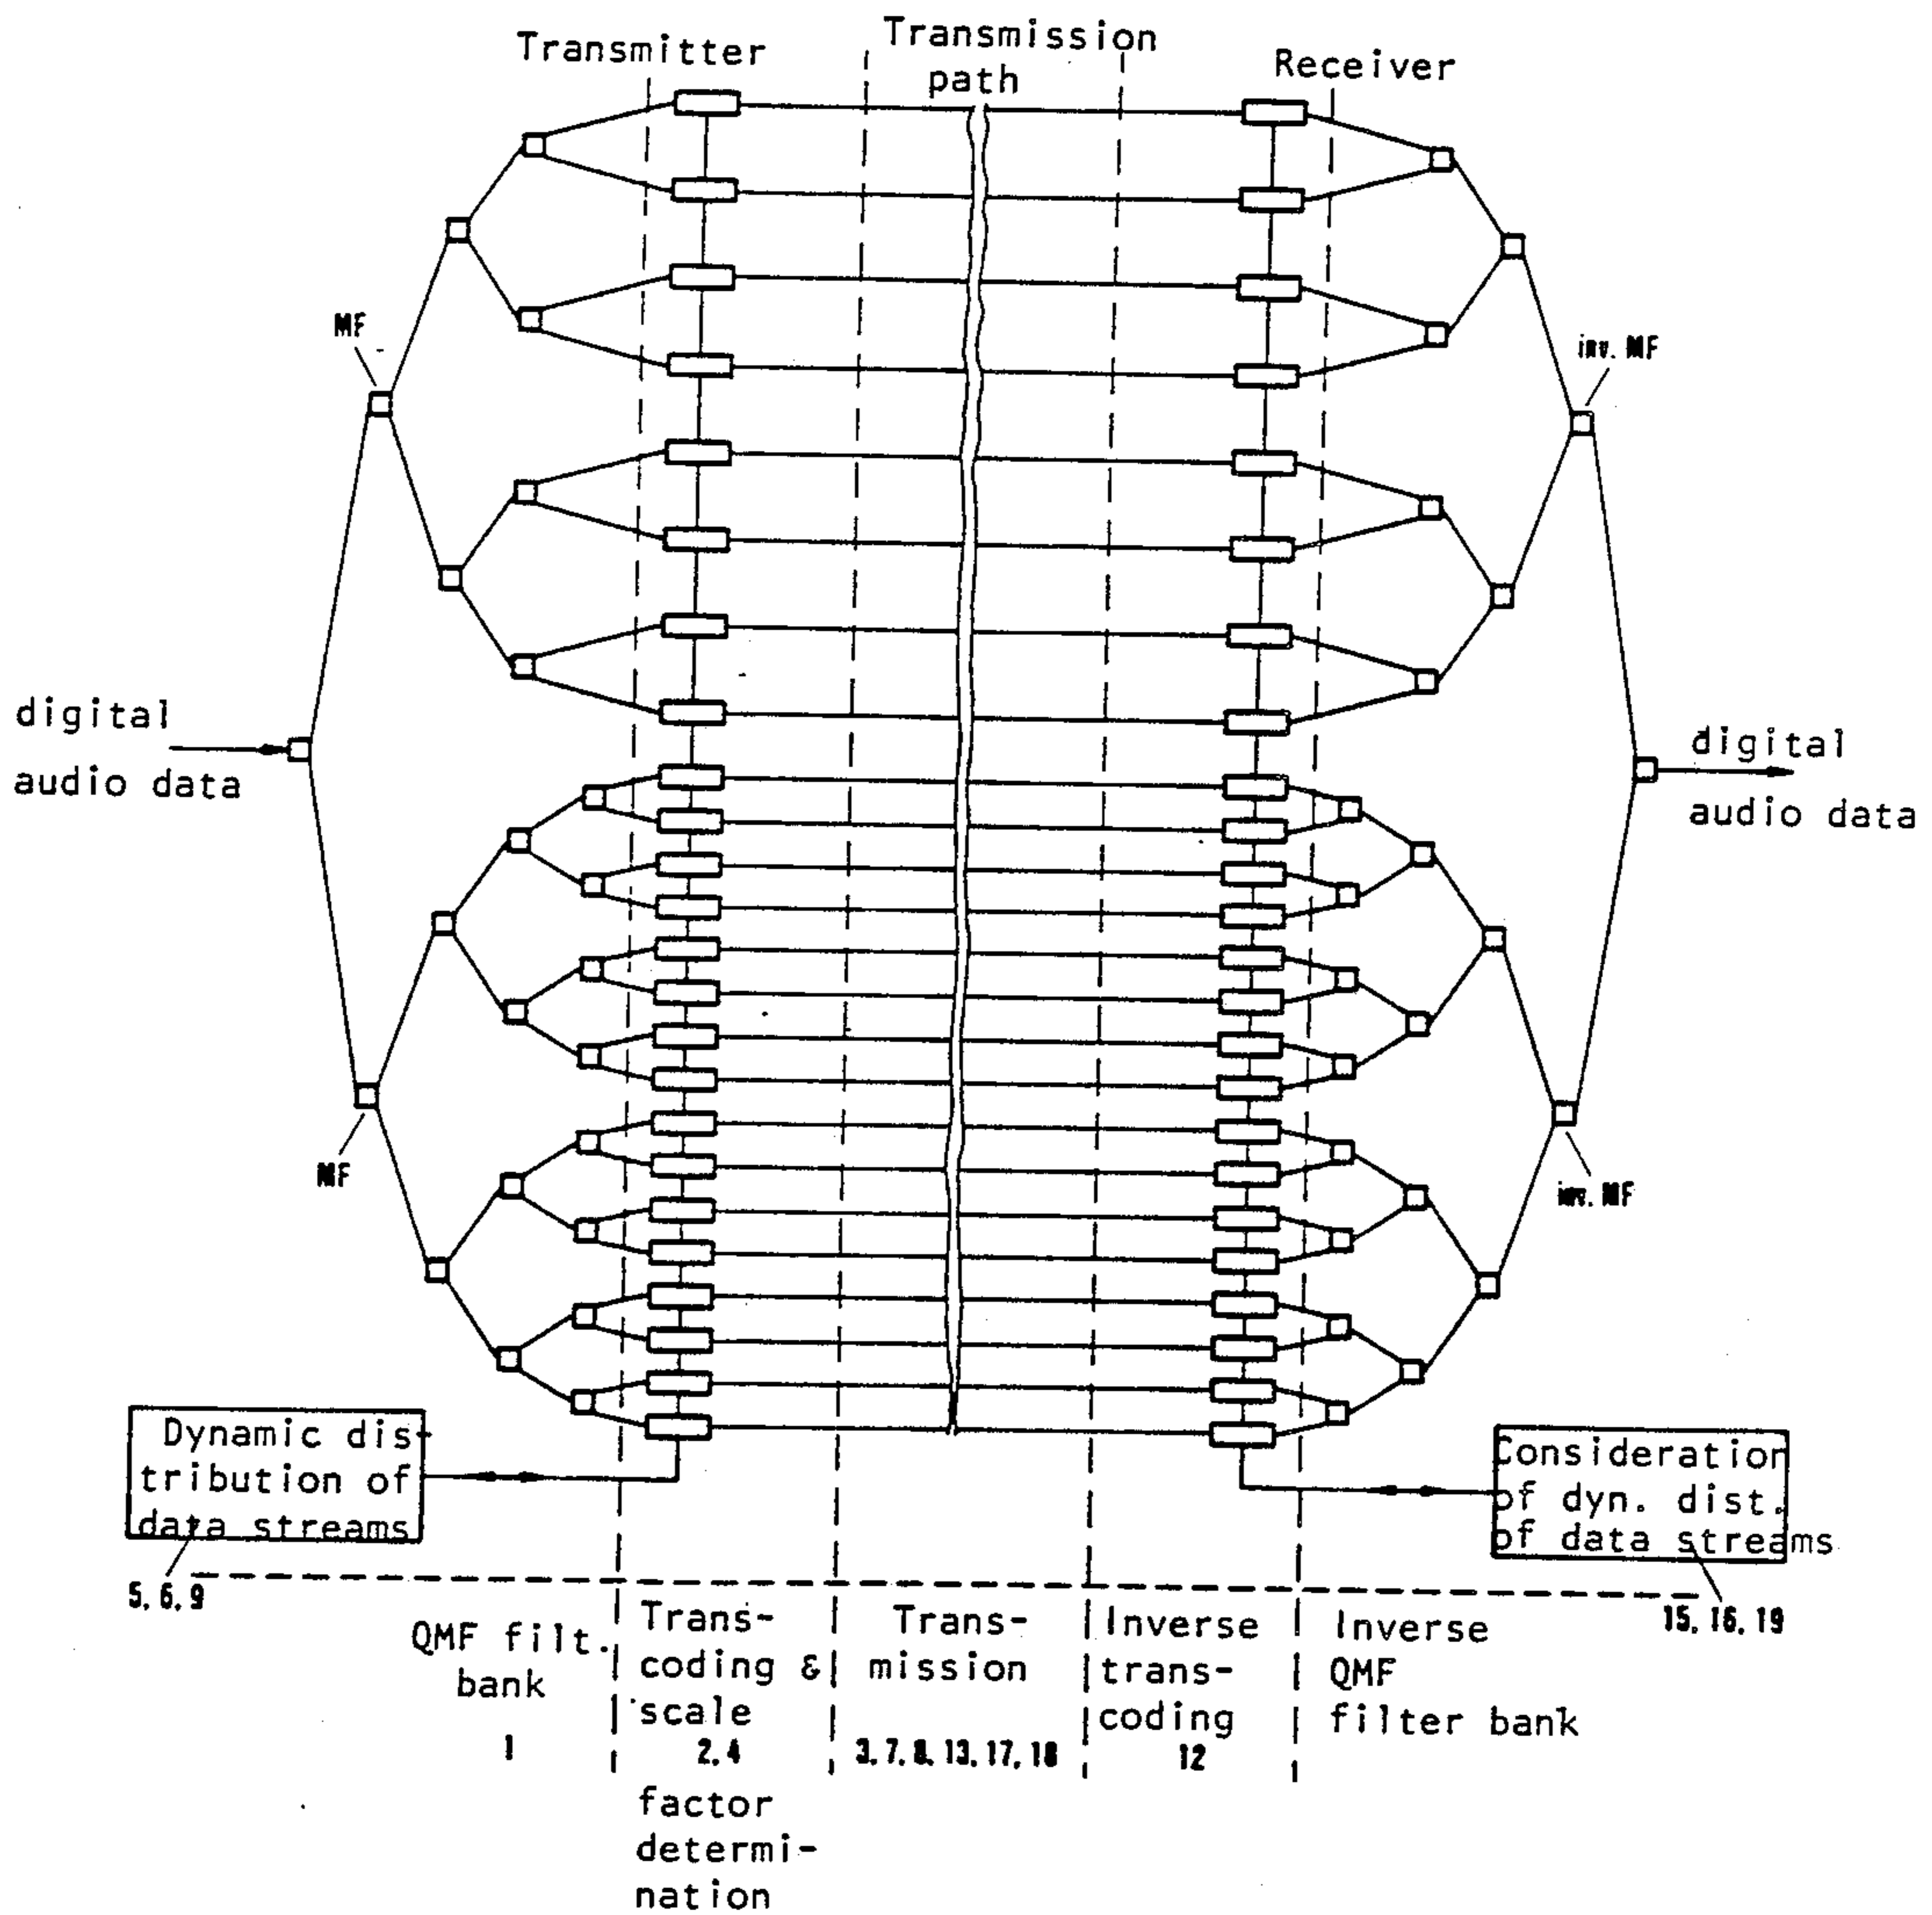 Transmitter
Transmission
path
Receiver
MF
inv. MF
digital
audio data
digital
audio data
MF
inv. MF
Dynamic dis-
tribution of
data streams
Consideration
of dyn. dist.
of data streams
5, 6, 9
15, 16, 19
QMF filt.
bank
1
Trans-
coding &
scale
2, 4
factor
determi-
nation
Trans-
mission
3, 7, 8, 13, 17, 18
Inverse
trans-
coding
12
Inverse
QMF
filter bank